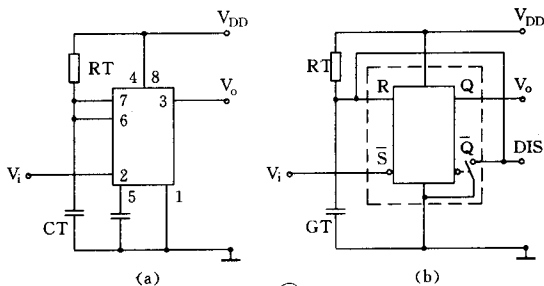 V_DD
RT
4 8
7
3
V_o
6
V_i
2
5
1
CT
(a)
V_DD
RT
R
Q
V_o
S̅
Q̅
DIS
V_i
GT
(b)